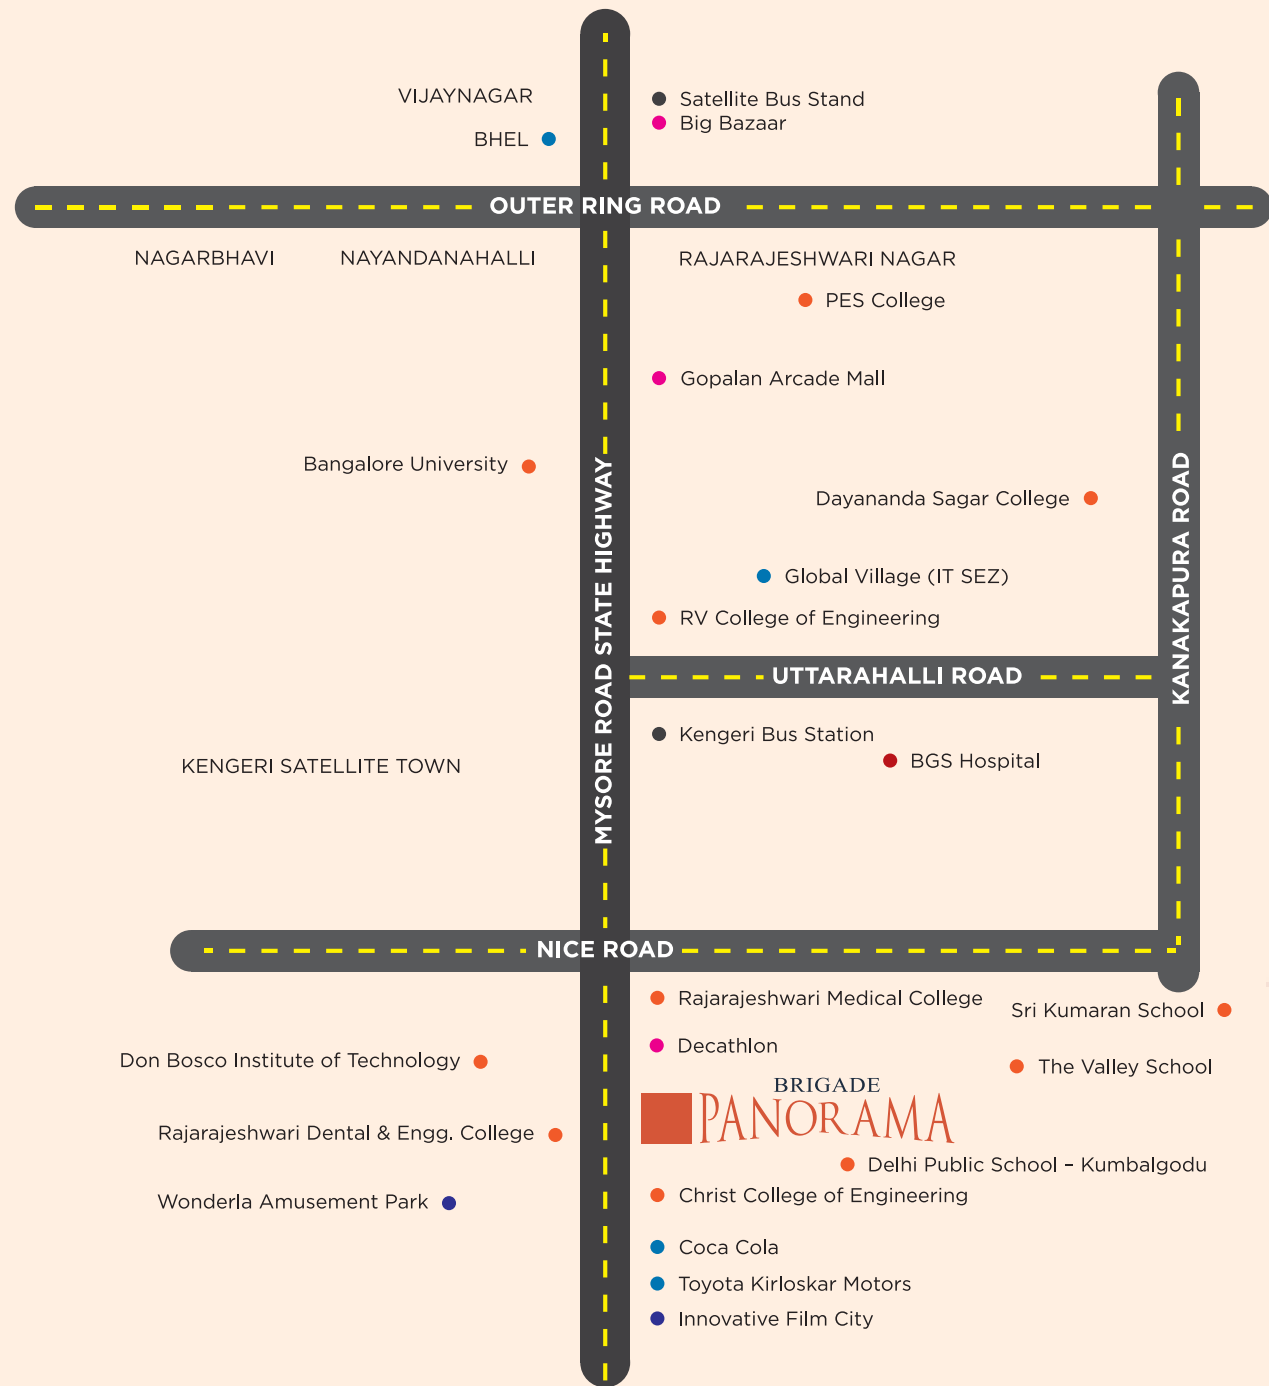 VIJAYNAGAR
Satellite Bus Stand
Big Bazaar
BHEL
OUTER RING ROAD
NAGARBHAVI
NAYANDANAHALLI
RAJARAJESHWARI NAGAR
PES College
Gopalan Arcade Mall
Bangalore University
Dayananda Sagar College
MYSORE ROAD STATE HIGHWAY
KANAKAPURA ROAD
Global Village (IT SEZ)
RV College of Engineering
UTTARAHALLI ROAD
Kengeri Bus Station
BGS Hospital
KENGERI SATELLITE TOWN
NICE ROAD
Rajarajeshwari Medical College
Sri Kumaran School
Decathlon
Don Bosco Institute of Technology
The Valley School
BRIGADE
PANORAMA
Rajarajeshwari Dental & Engg. College
Delhi Public School – Kumbalgodu
Christ College of Engineering
Wonderla Amusement Park
Coca Cola
Toyota Kirloskar Motors
Innovative Film City